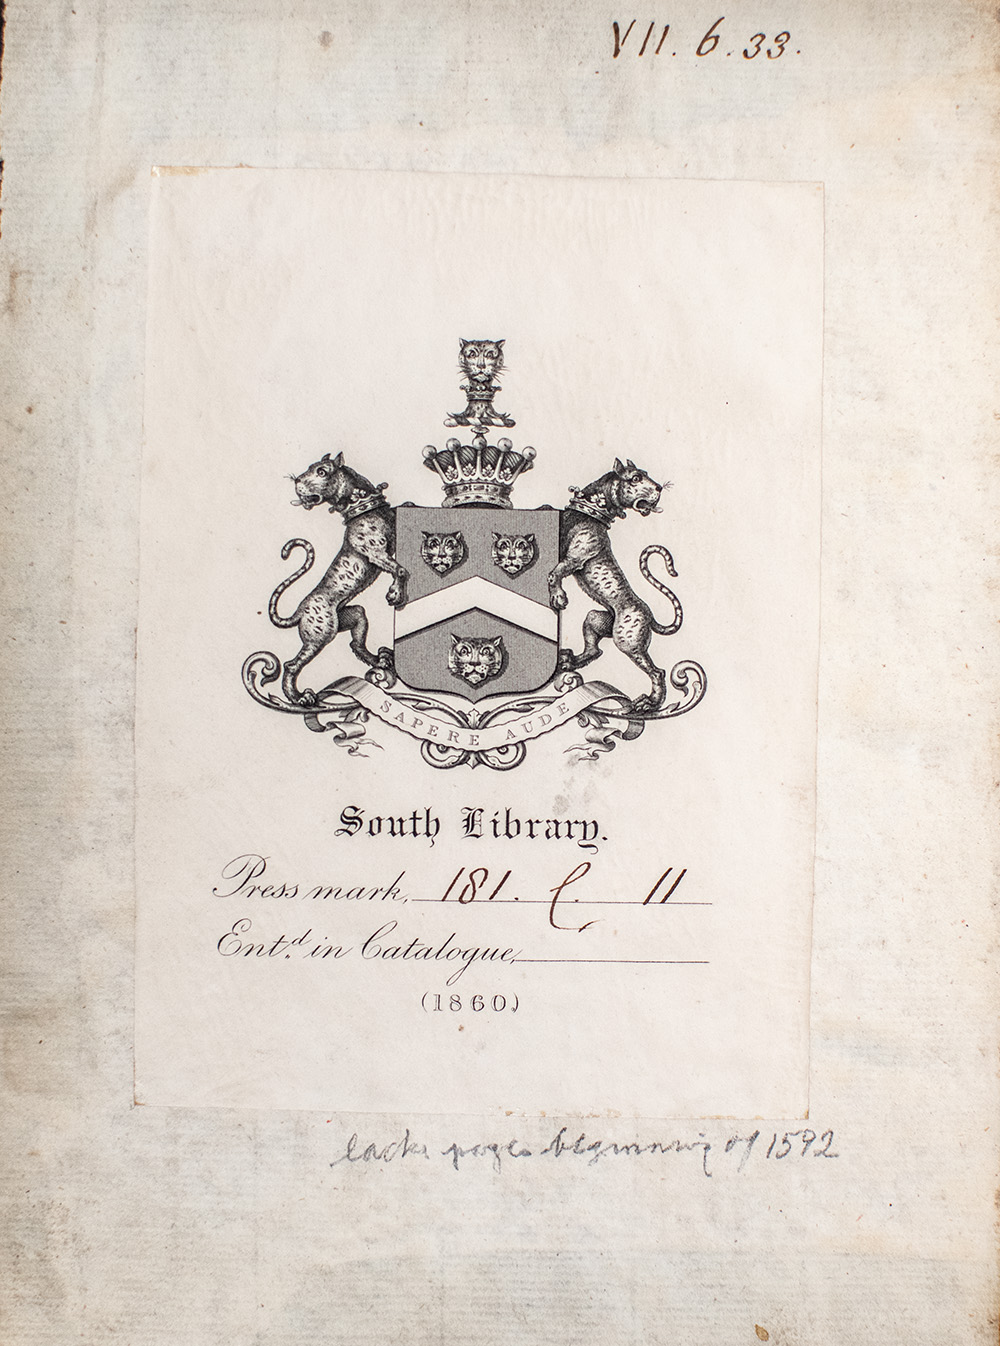 VII. 6. 33.
SAPERE AUDE
South Library.
Press mark, 181. C. 11
Entd. in Catalogue,
(1860)
lacks pages beginning of 1592